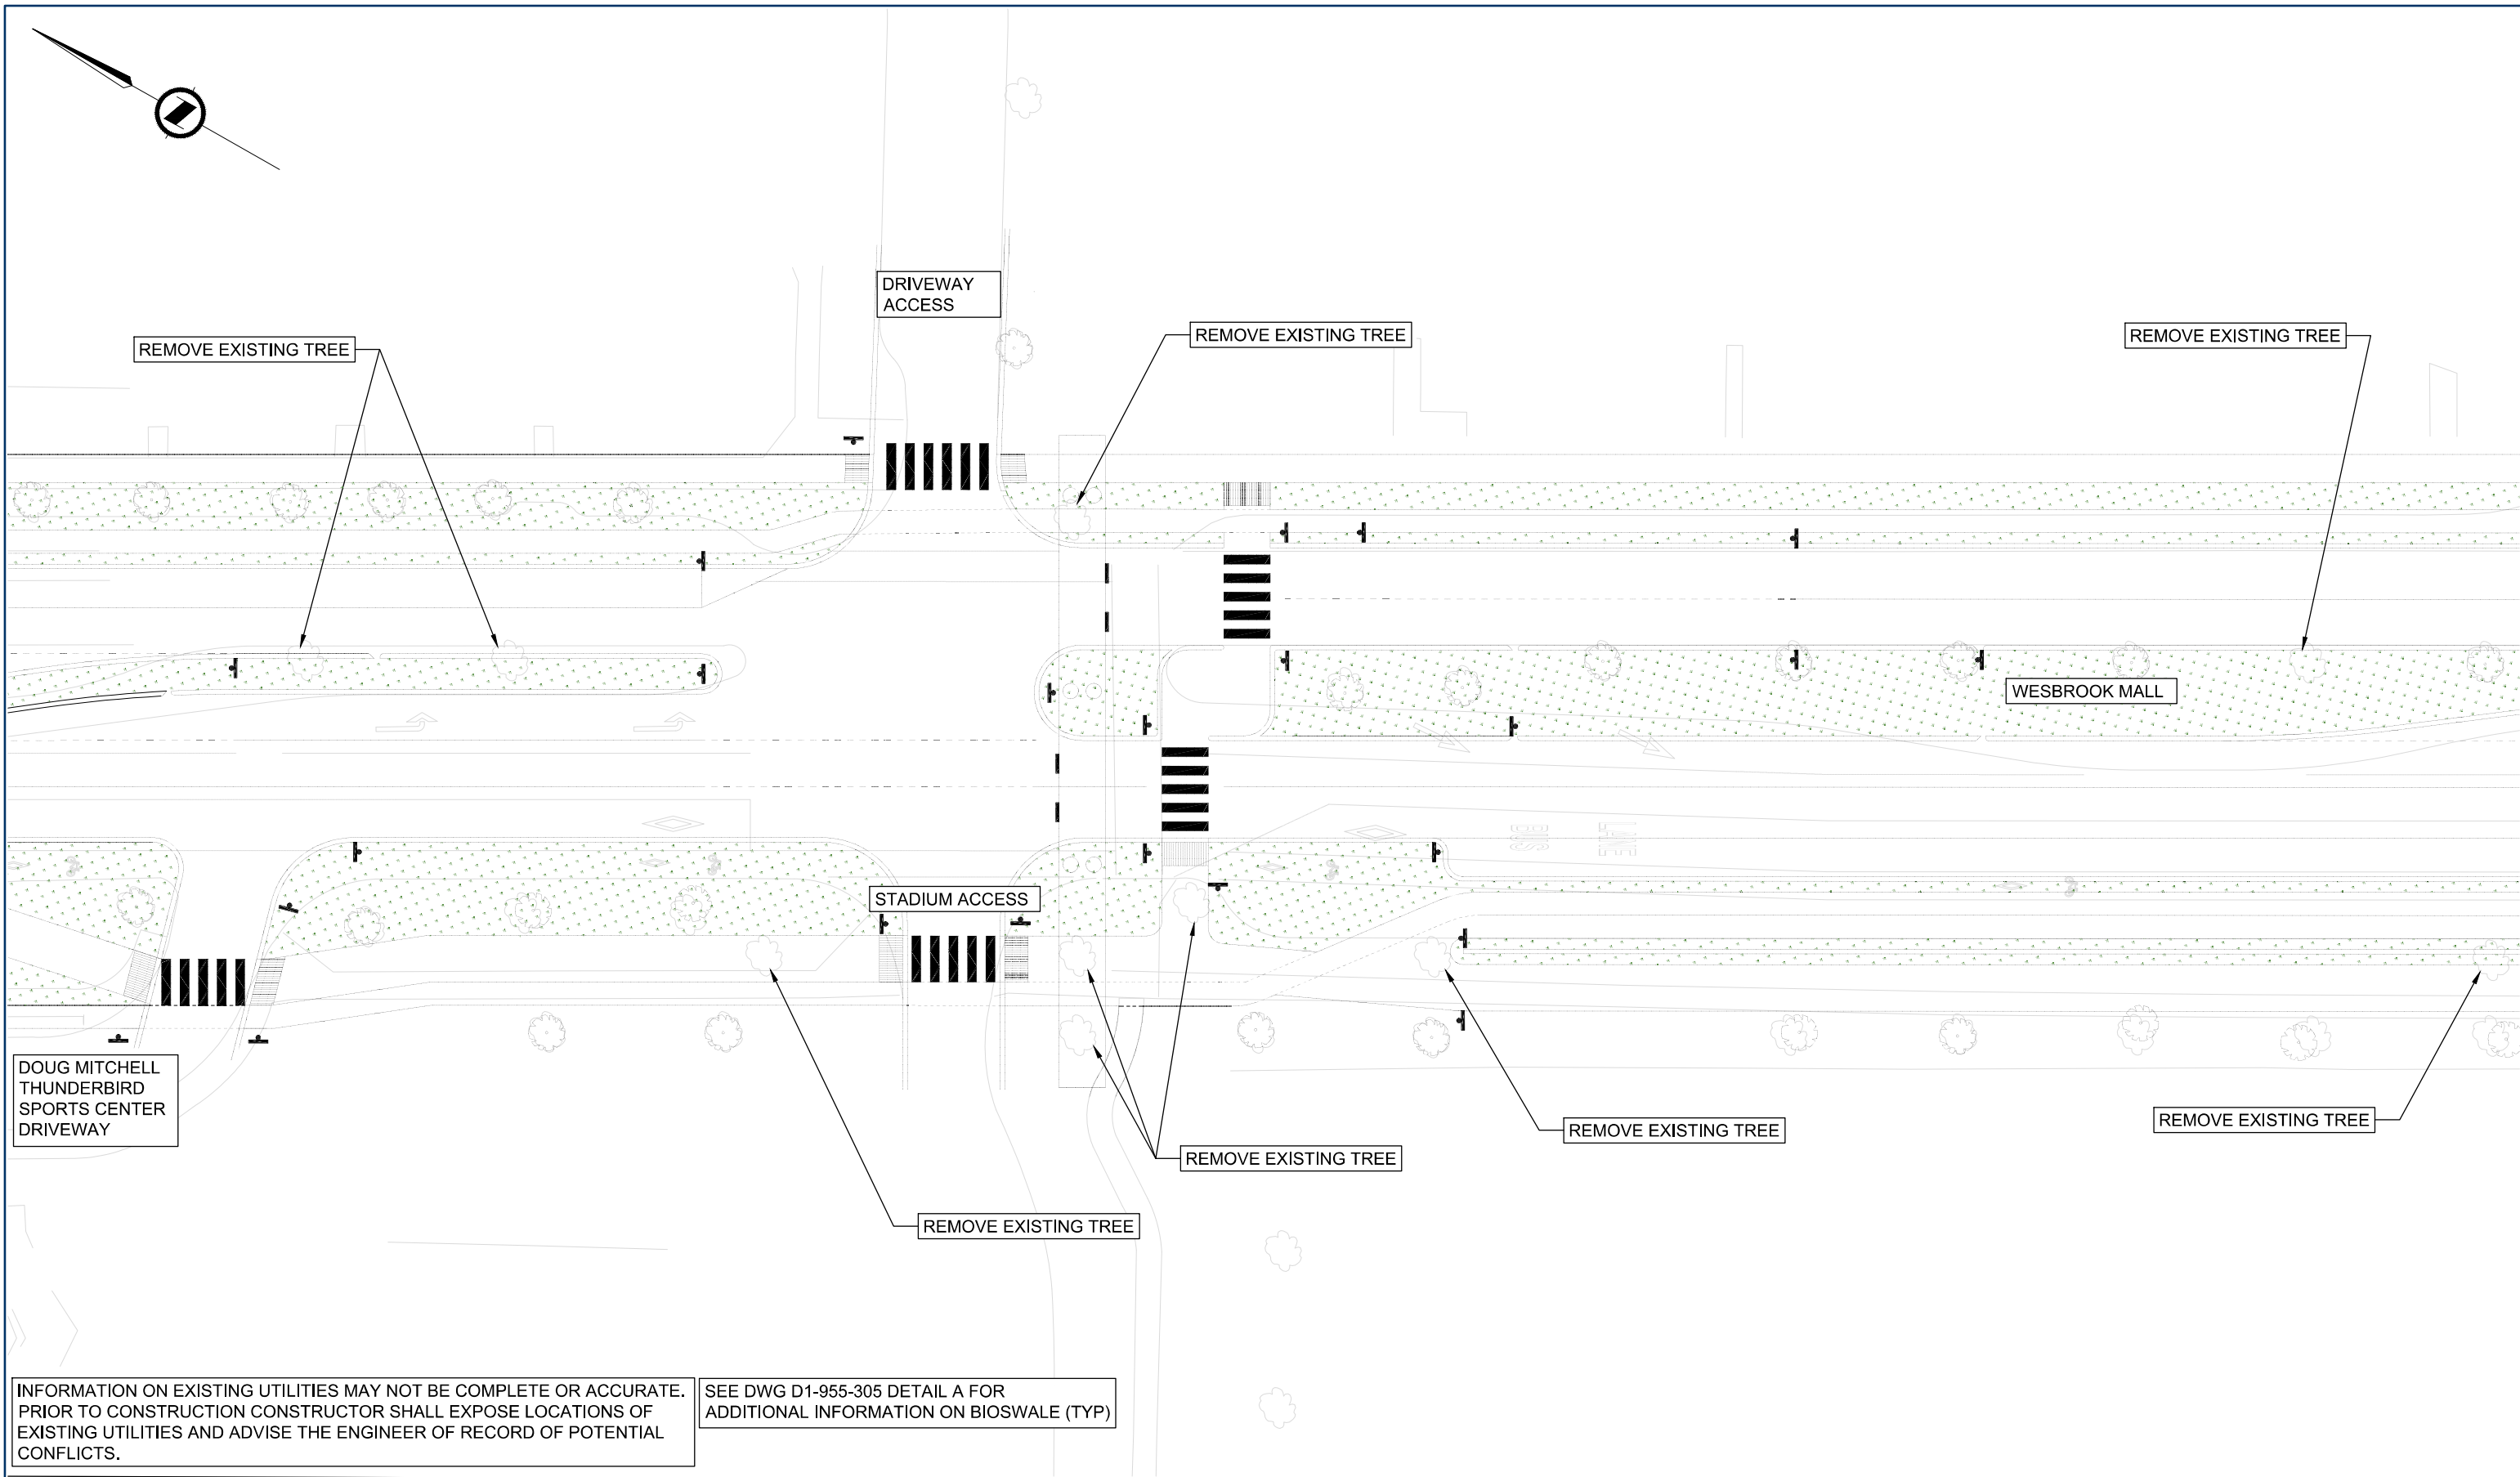 DRIVEWAY
ACCESS
REMOVE EXISTING TREE
REMOVE EXISTING TREE
REMOVE EXISTING TREE
WESBROOK MALL
BUS
LANE
STADIUM ACCESS
DOUG MITCHELL
THUNDERBIRD
SPORTS CENTER
DRIVEWAY
REMOVE EXISTING TREE
REMOVE EXISTING TREE
REMOVE EXISTING TREE
REMOVE EXISTING TREE
INFORMATION ON EXISTING UTILITIES MAY NOT BE COMPLETE OR ACCURATE.
PRIOR TO CONSTRUCTION CONSTRUCTOR SHALL EXPOSE LOCATIONS OF
EXISTING UTILITIES AND ADVISE THE ENGINEER OF RECORD OF POTENTIAL
CONFLICTS.
SEE DWG D1-955-305 DETAIL A FOR
ADDITIONAL INFORMATION ON BIOSWALE (TYP)